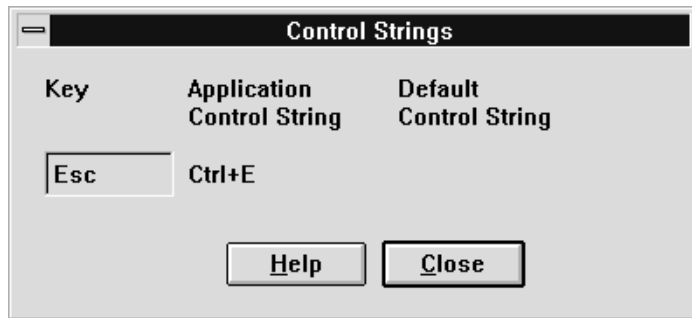 Control Strings
Key Application Control String Default Control String
Esc Ctrl+E
Help Close